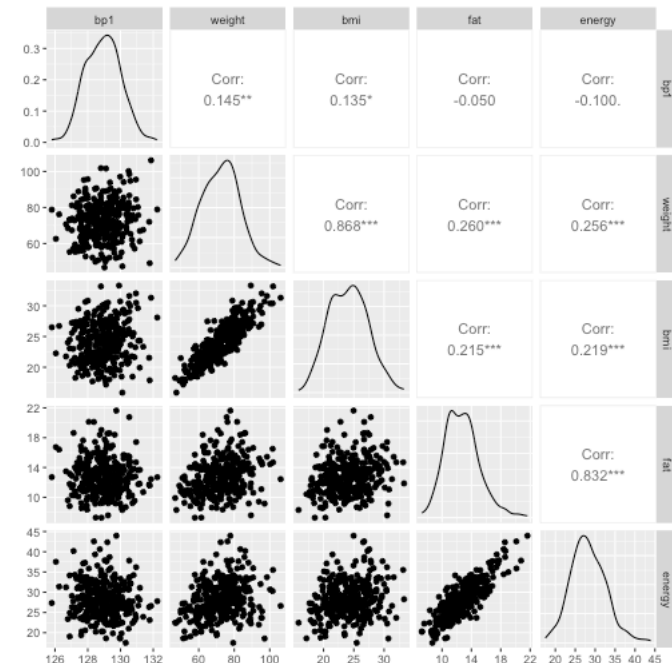 bp1 weight bmi fat energy
0.3
0.2
0.1
0.0
Corr:
0.145**
Corr:
0.135*
Corr:
-0.050
Corr:
-0.100.
bp1
100
80
60
Corr:
0.868***
Corr:
0.260***
Corr:
0.256***
weight
30
25
20
Corr:
0.215***
Corr:
0.219***
bmi
22
18
14
10
Corr:
0.832***
fat
45
40
35
30
25
20
energy
126 128 130 132 60 80 100 20 25 30 10 14 18 22 20 25 30 35 40 45